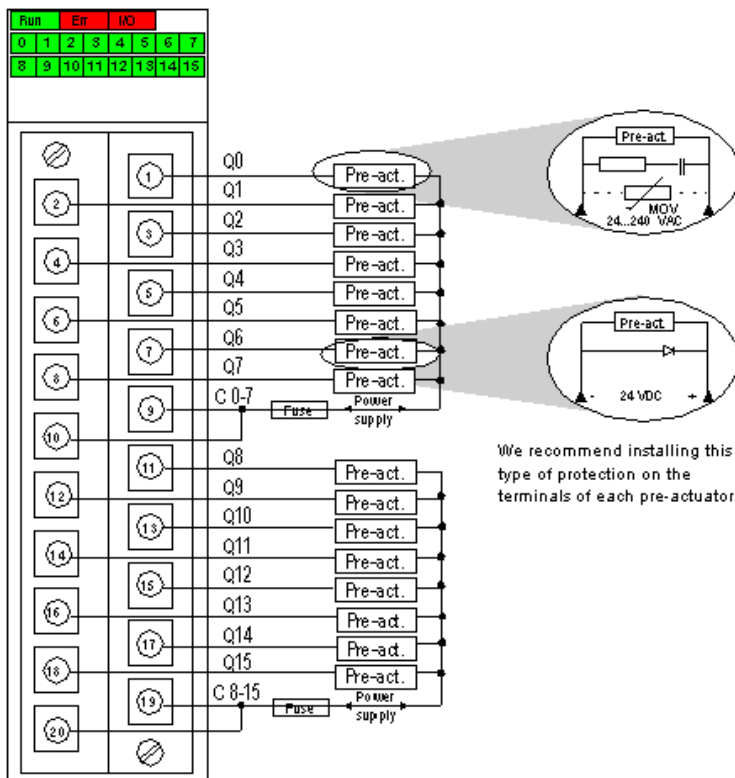 Run Err I/O
0 1 2 3 4 5 6 7
8 9 10 11 12 13 14 15
1 Q0 Pre-act.
2 Q1 Pre-act.
3 Q2 Pre-act.
4 Q3 Pre-act.
5 Q4 Pre-act.
6 Q5 Pre-act.
7 Q6 Pre-act.
8 Q7 Pre-act.
9 C 0-7 Fuse Power supply
10
11 Q8 Pre-act.
12 Q9 Pre-act.
13 Q10 Pre-act.
14 Q11 Pre-act.
15 Q12 Pre-act.
16 Q13 Pre-act.
17 Q14 Pre-act.
18 Q15 Pre-act.
19 C 8-15 Fuse Power supply
20
Pre-act.
MOV
24...240 VAC
Pre-act.
- 24 VDC +
We recommend installing this
type of protection on the
terminals of each pre-actuator